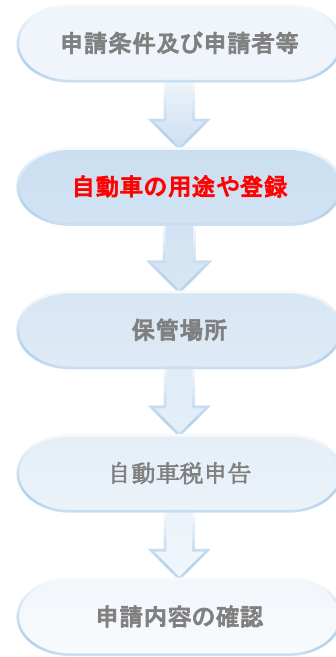 申請条件及び申請者等
自動車の用途や登録
保管場所
自動車税申告
申請内容の確認